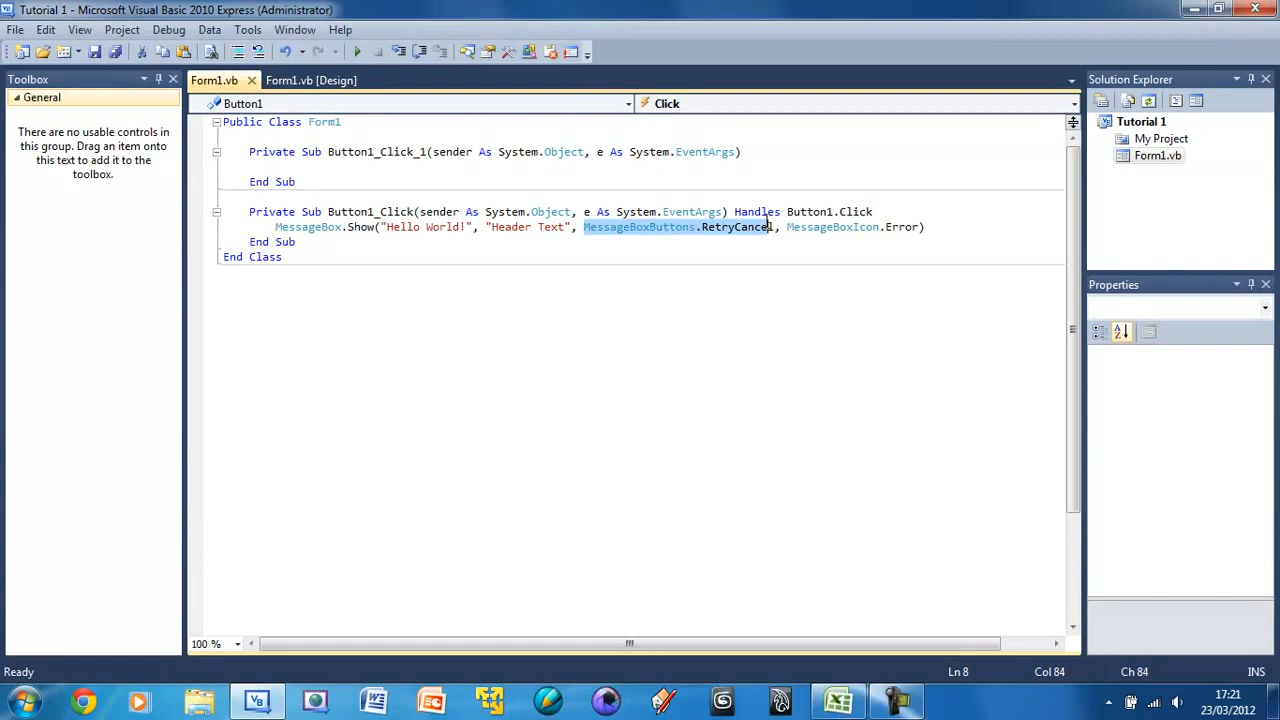 Tutorial 1 - Microsoft Visual Basic 2010 Express (Administrator)
File Edit View Project Debug Data Tools Window Help
Toolbox
General
There are no usable controls in
this group. Drag an item onto
this text to add it to the
toolbox.
Form1.vb Form1.vb [Design]
Button1 Click
Public Class Form1
Private Sub Button1_Click_1(sender As System.Object, e As System.EventArgs)
End Sub
Private Sub Button1_Click(sender As System.Object, e As System.EventArgs) Handles Button1.Click
MessageBox.Show("Hello World!", "Header Text", MessageBoxButtons.RetryCancel, MessageBoxIcon.Error)
End Sub
End Class
100 %
Solution Explorer
Tutorial 1
My Project
Form1.vb
Properties
Ready Ln 8 Col 84 Ch 84 INS
17:21
23/03/2012